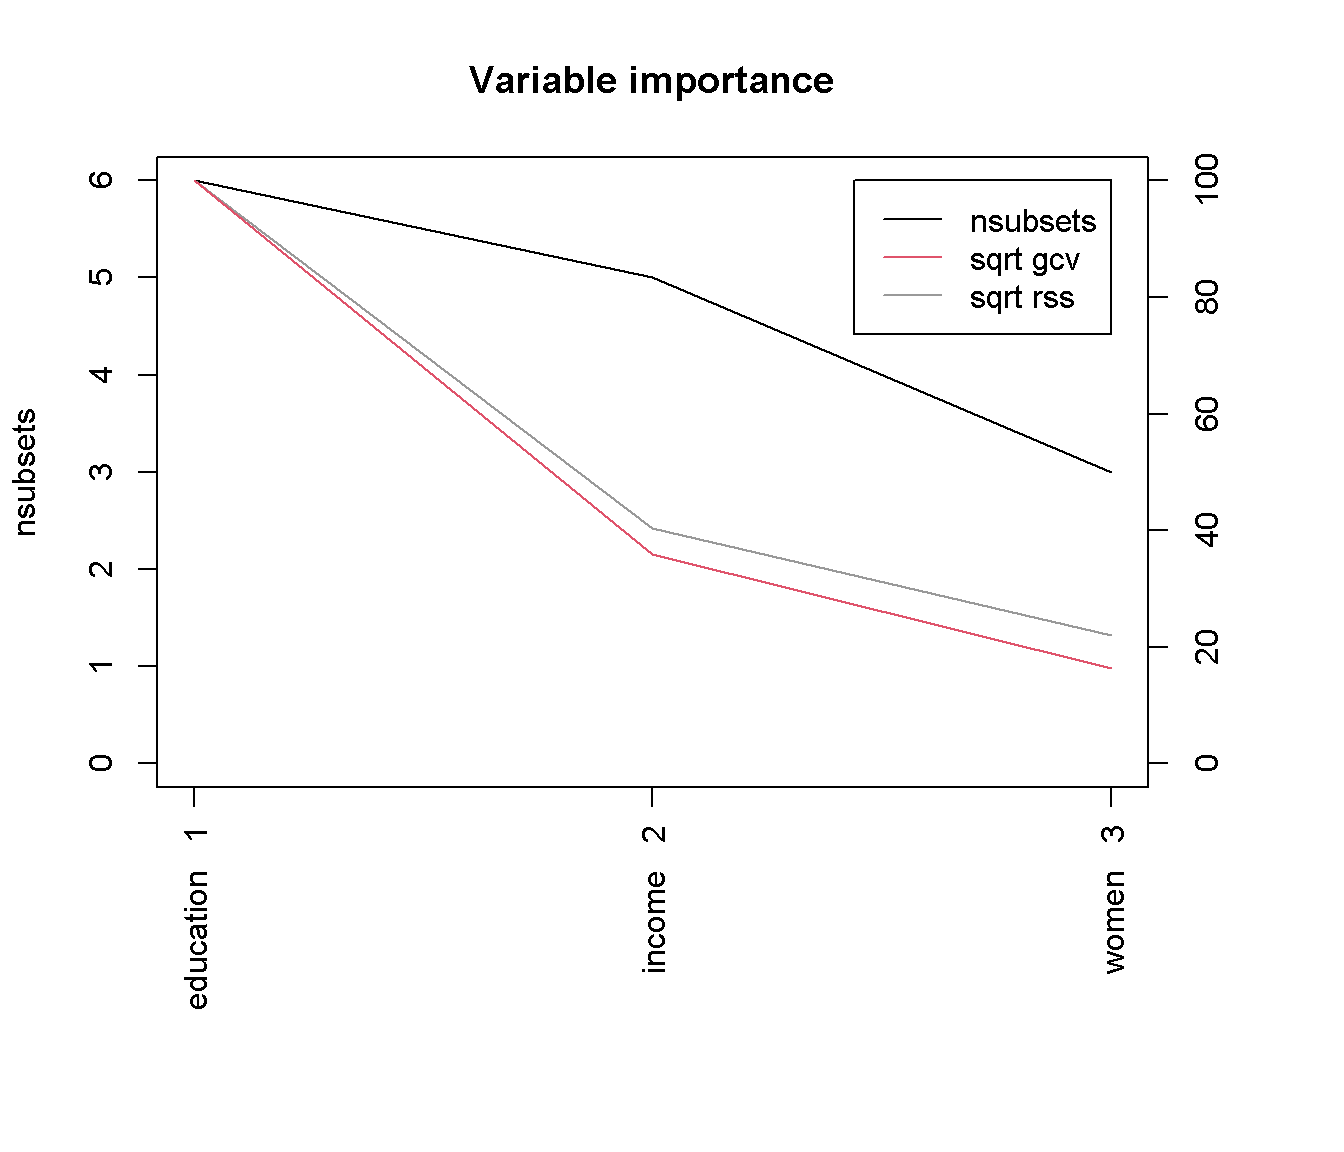 Variable importance
nsubsets
6
5
4
3
2
1
0
nsubsets
sqrt gcv
sqrt rss
100
80
60
40
20
0
education 1
income 2
women 3